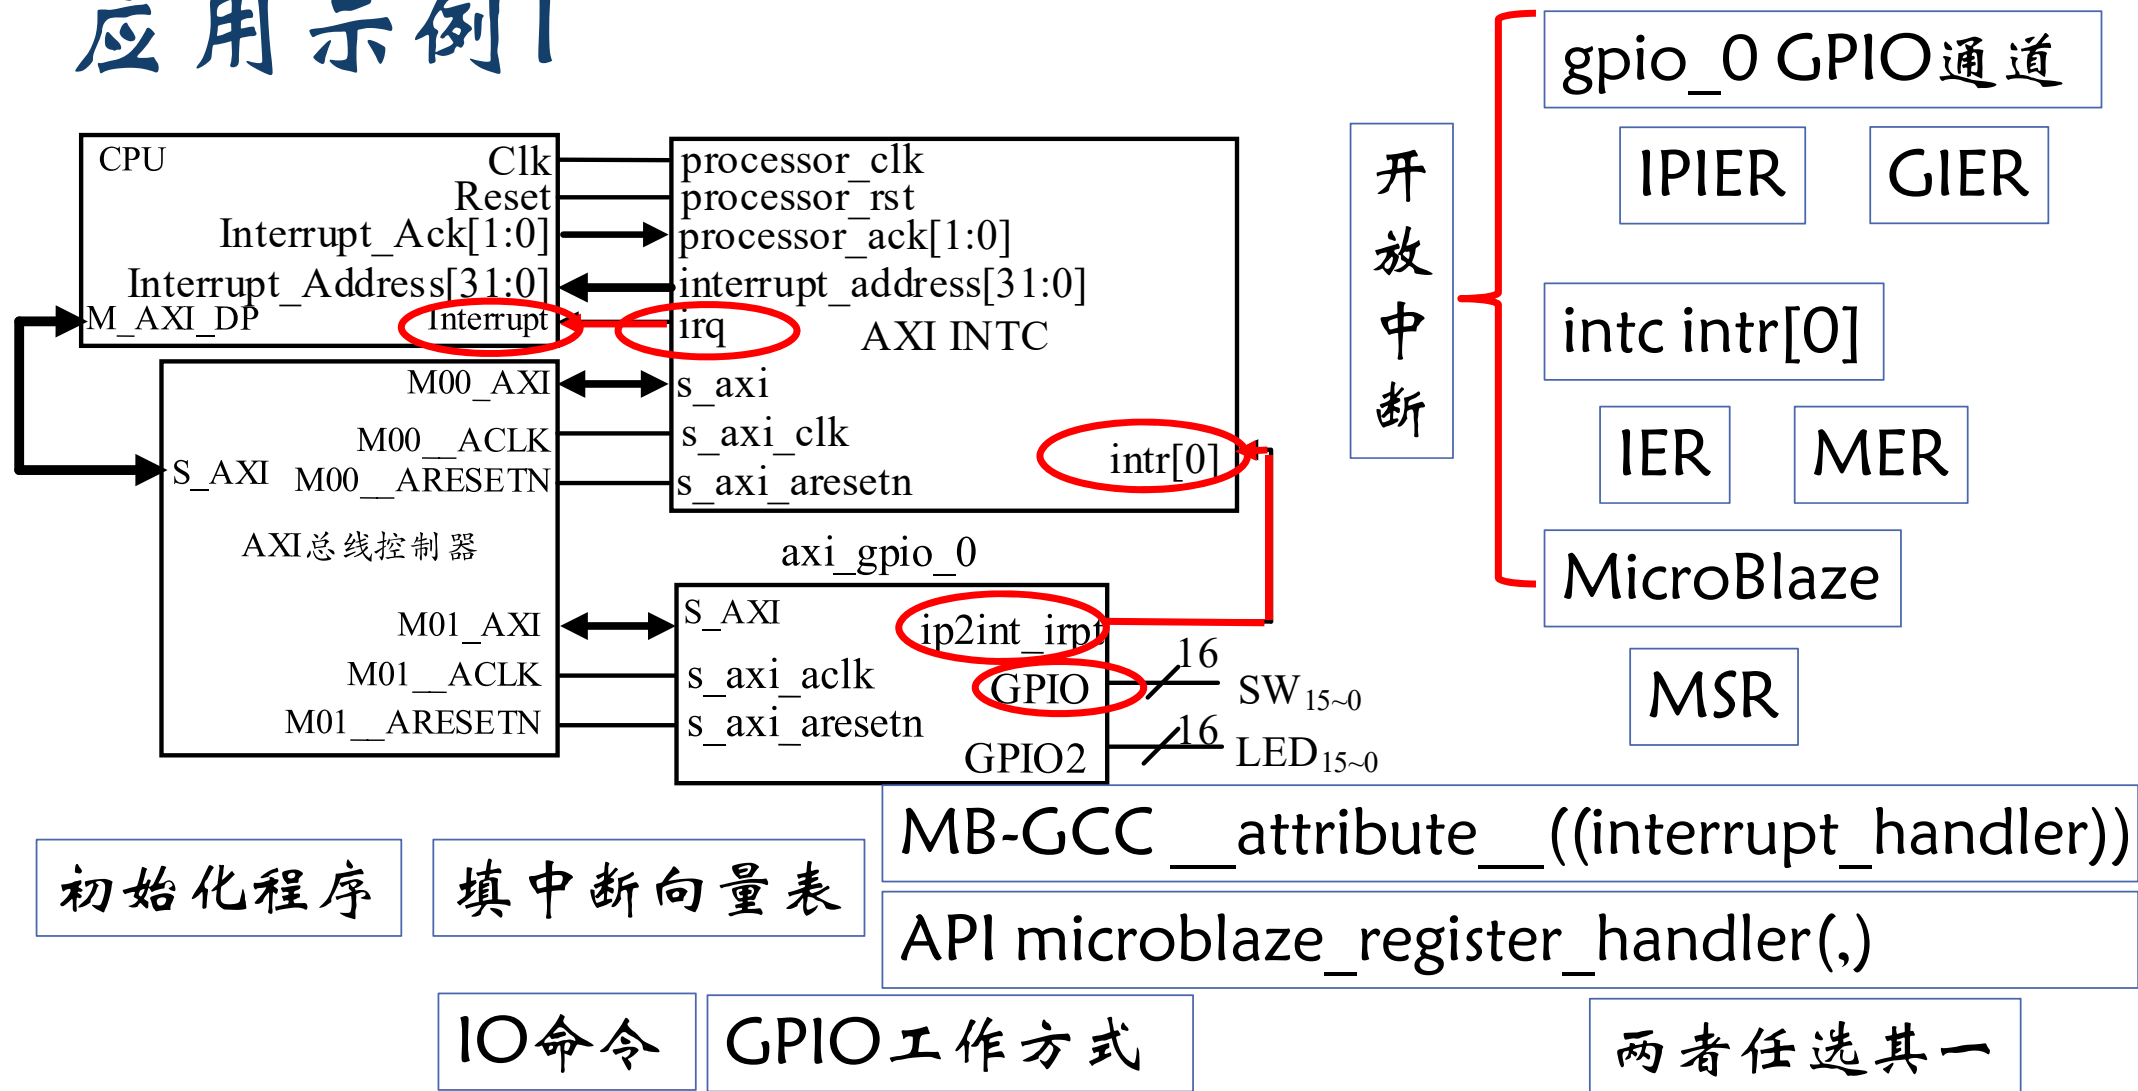 应用示例1
CPU
Clk
Reset
Interrupt_Ack[1:0]
Interrupt_Address[31:0]
M_AXI_DP
Interrupt
processor_clk
processor_rst
processor_ack[1:0]
interrupt_address[31:0]
irq
AXI INTC
s_axi
s_axi_clk
s_axi_aresetn
intr[0]
M00_AXI
M00__ACLK
S_AXI
M00__ARESETN
AXI总线控制器
M01_AXI
M01__ACLK
M01__ARESETN
axi_gpio_0
S_AXI
ip2int_irpt
s_axi_aclk
GPIO
s_axi_aresetn
GPIO2
16
SW15~0
16
LED15~0
开放中断
gpio_0 GPIO通道
IPIER
GIER
intc intr[0]
IER
MER
MicroBlaze
MSR
初始化程序
填中断向量表
MB-GCC __attribute__((interrupt_handler))
API microblaze_register_handler(,)
IO命令
GPIO工作方式
两者任选其一